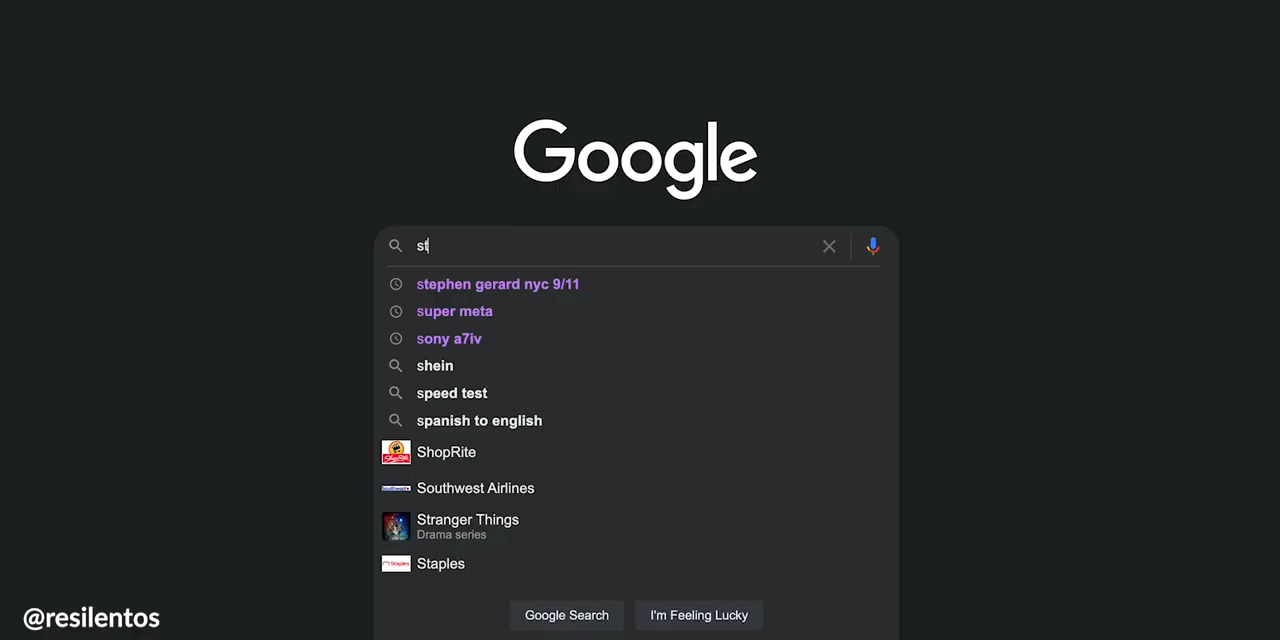 Google
st
stephen gerard nyc 9/11
super meta
sony a7iv
shein
speed test
spanish to english
ShopRite
Southwest Airlines
Stranger Things
Drama series
Staples
Google Search
I'm Feeling Lucky
@resilentos